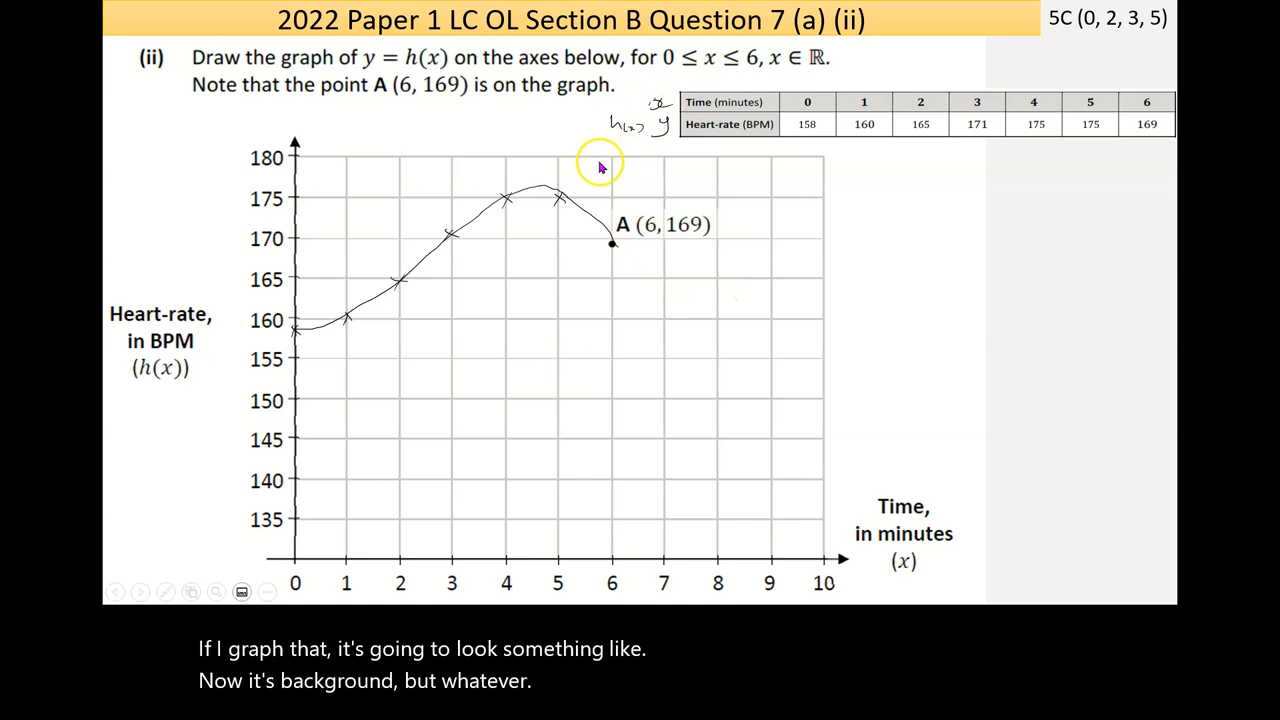 2022 Paper 1 LC OL Section B Question 7 (a) (ii)
5C (0, 2, 3, 5)
(ii) Draw the graph of y = h(x) on the axes below, for 0 ≤ x ≤ 6, x ∈ ℝ.
Note that the point A (6, 169) is on the graph.
x Time (minutes) 0 1 2 3 4 5 6
h(x) y Heart-rate (BPM) 158 160 165 171 175 175 169
180
175
A (6, 169)
170
165
160
155
150
145
140
135
Heart-rate,
in BPM
(h(x))
Time,
in minutes
(x)
0 1 2 3 4 5 6 7 8 9 10
If I graph that, it's going to look something like.
Now it's background, but whatever.